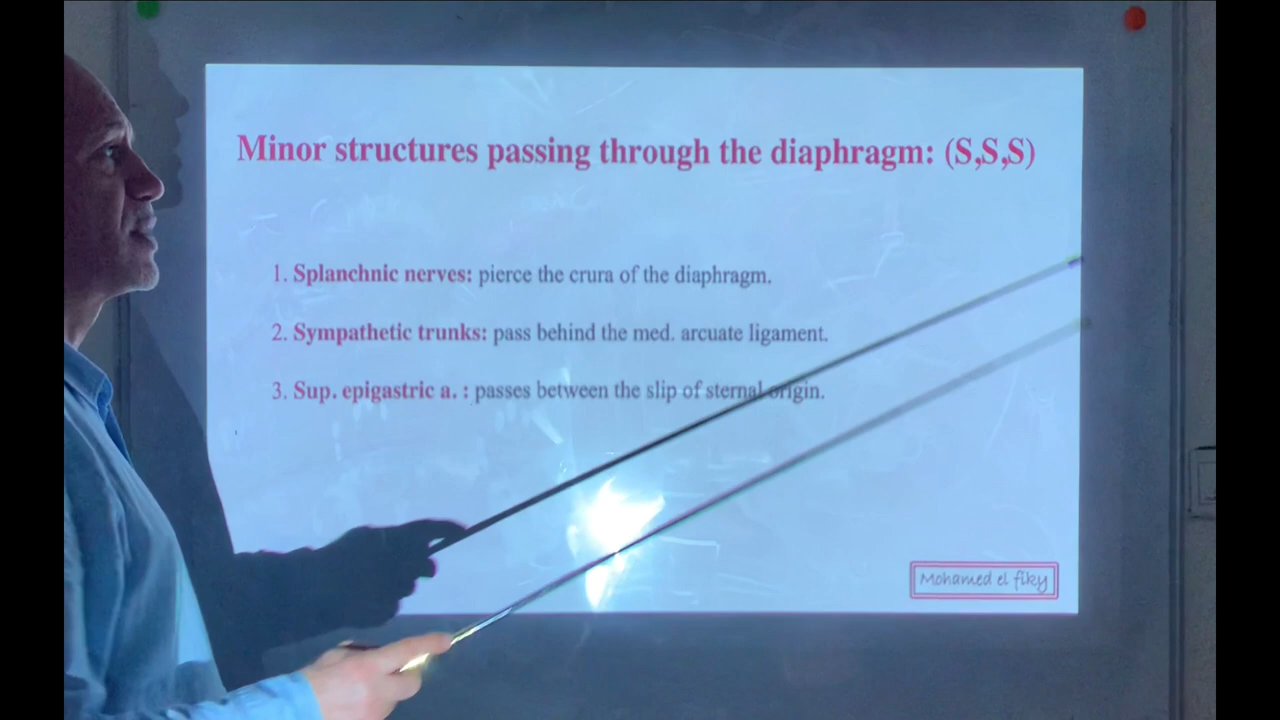 Minor structures passing through the diaphragm: (S,S,S)
1. Splanchnic nerves: pierce the crura of the diaphragm.
2. Sympathetic trunks: pass behind the med. arcuate ligament.
3. Sup. epigastric a. : passes between the slip of sternal origin.
Mohamed el fiky